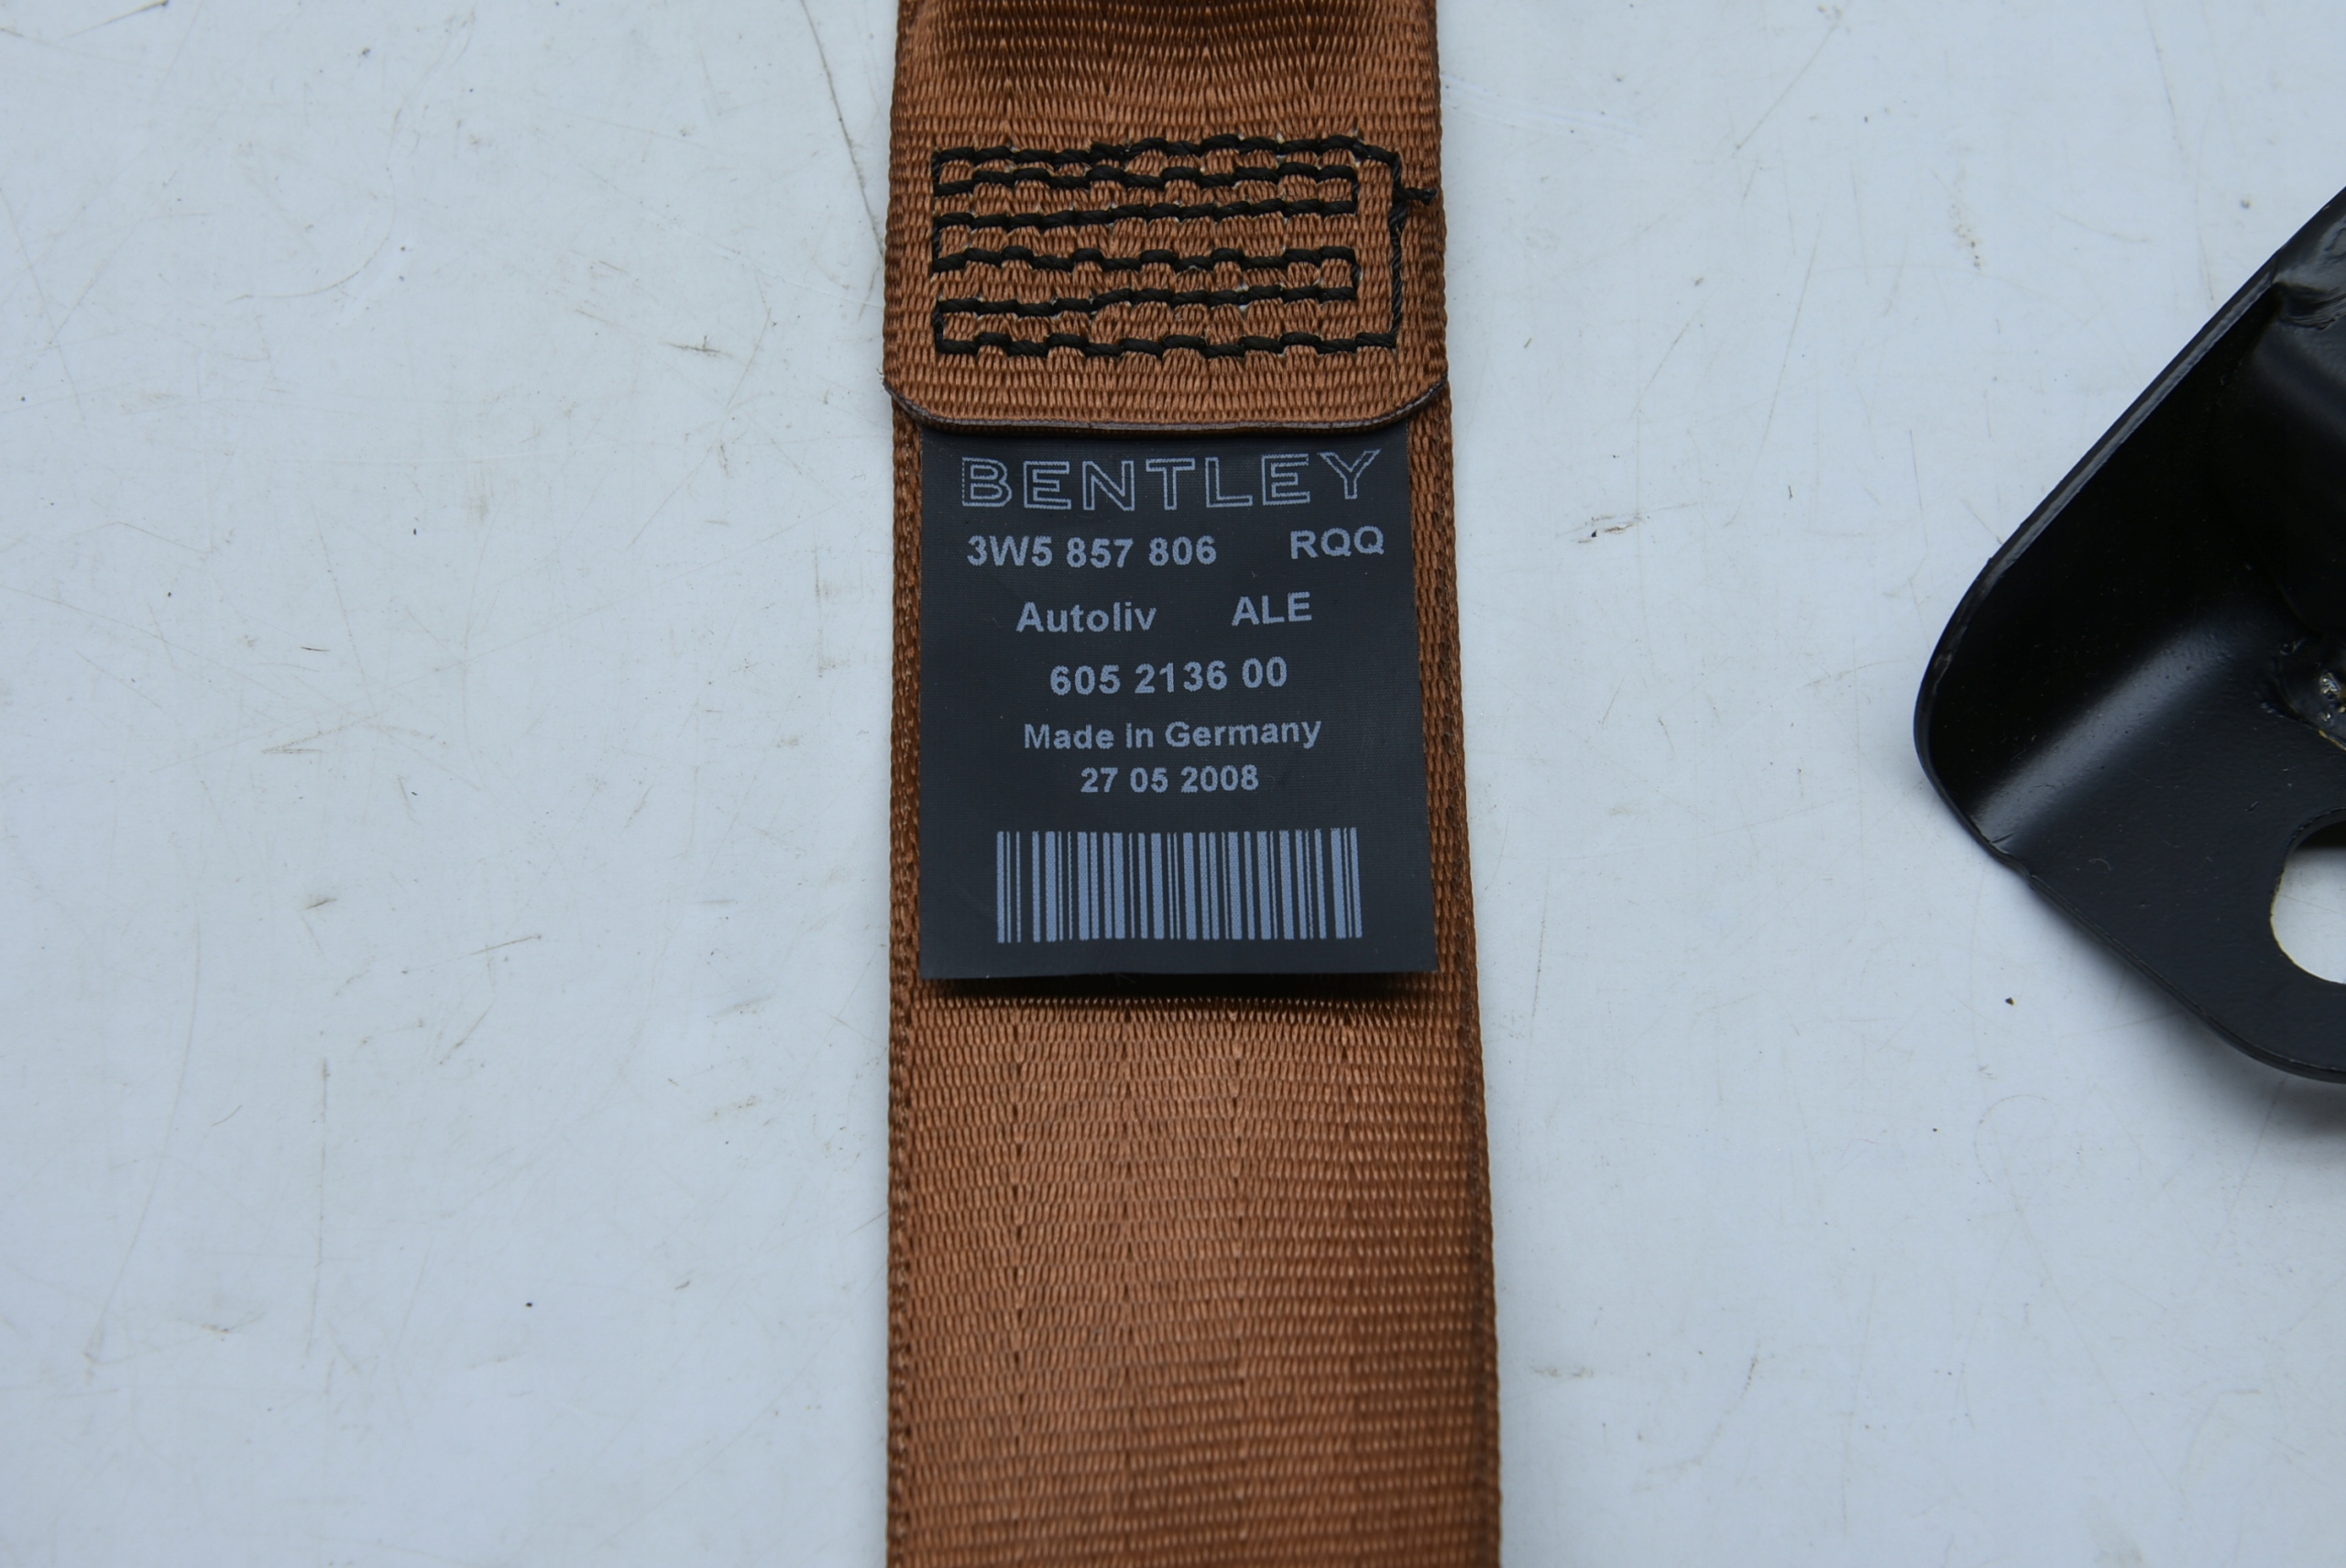 BENTLEY
3W5 857 806 RQQ
Autoliv ALE
605 2136 00
Made in Germany
27 05 2008